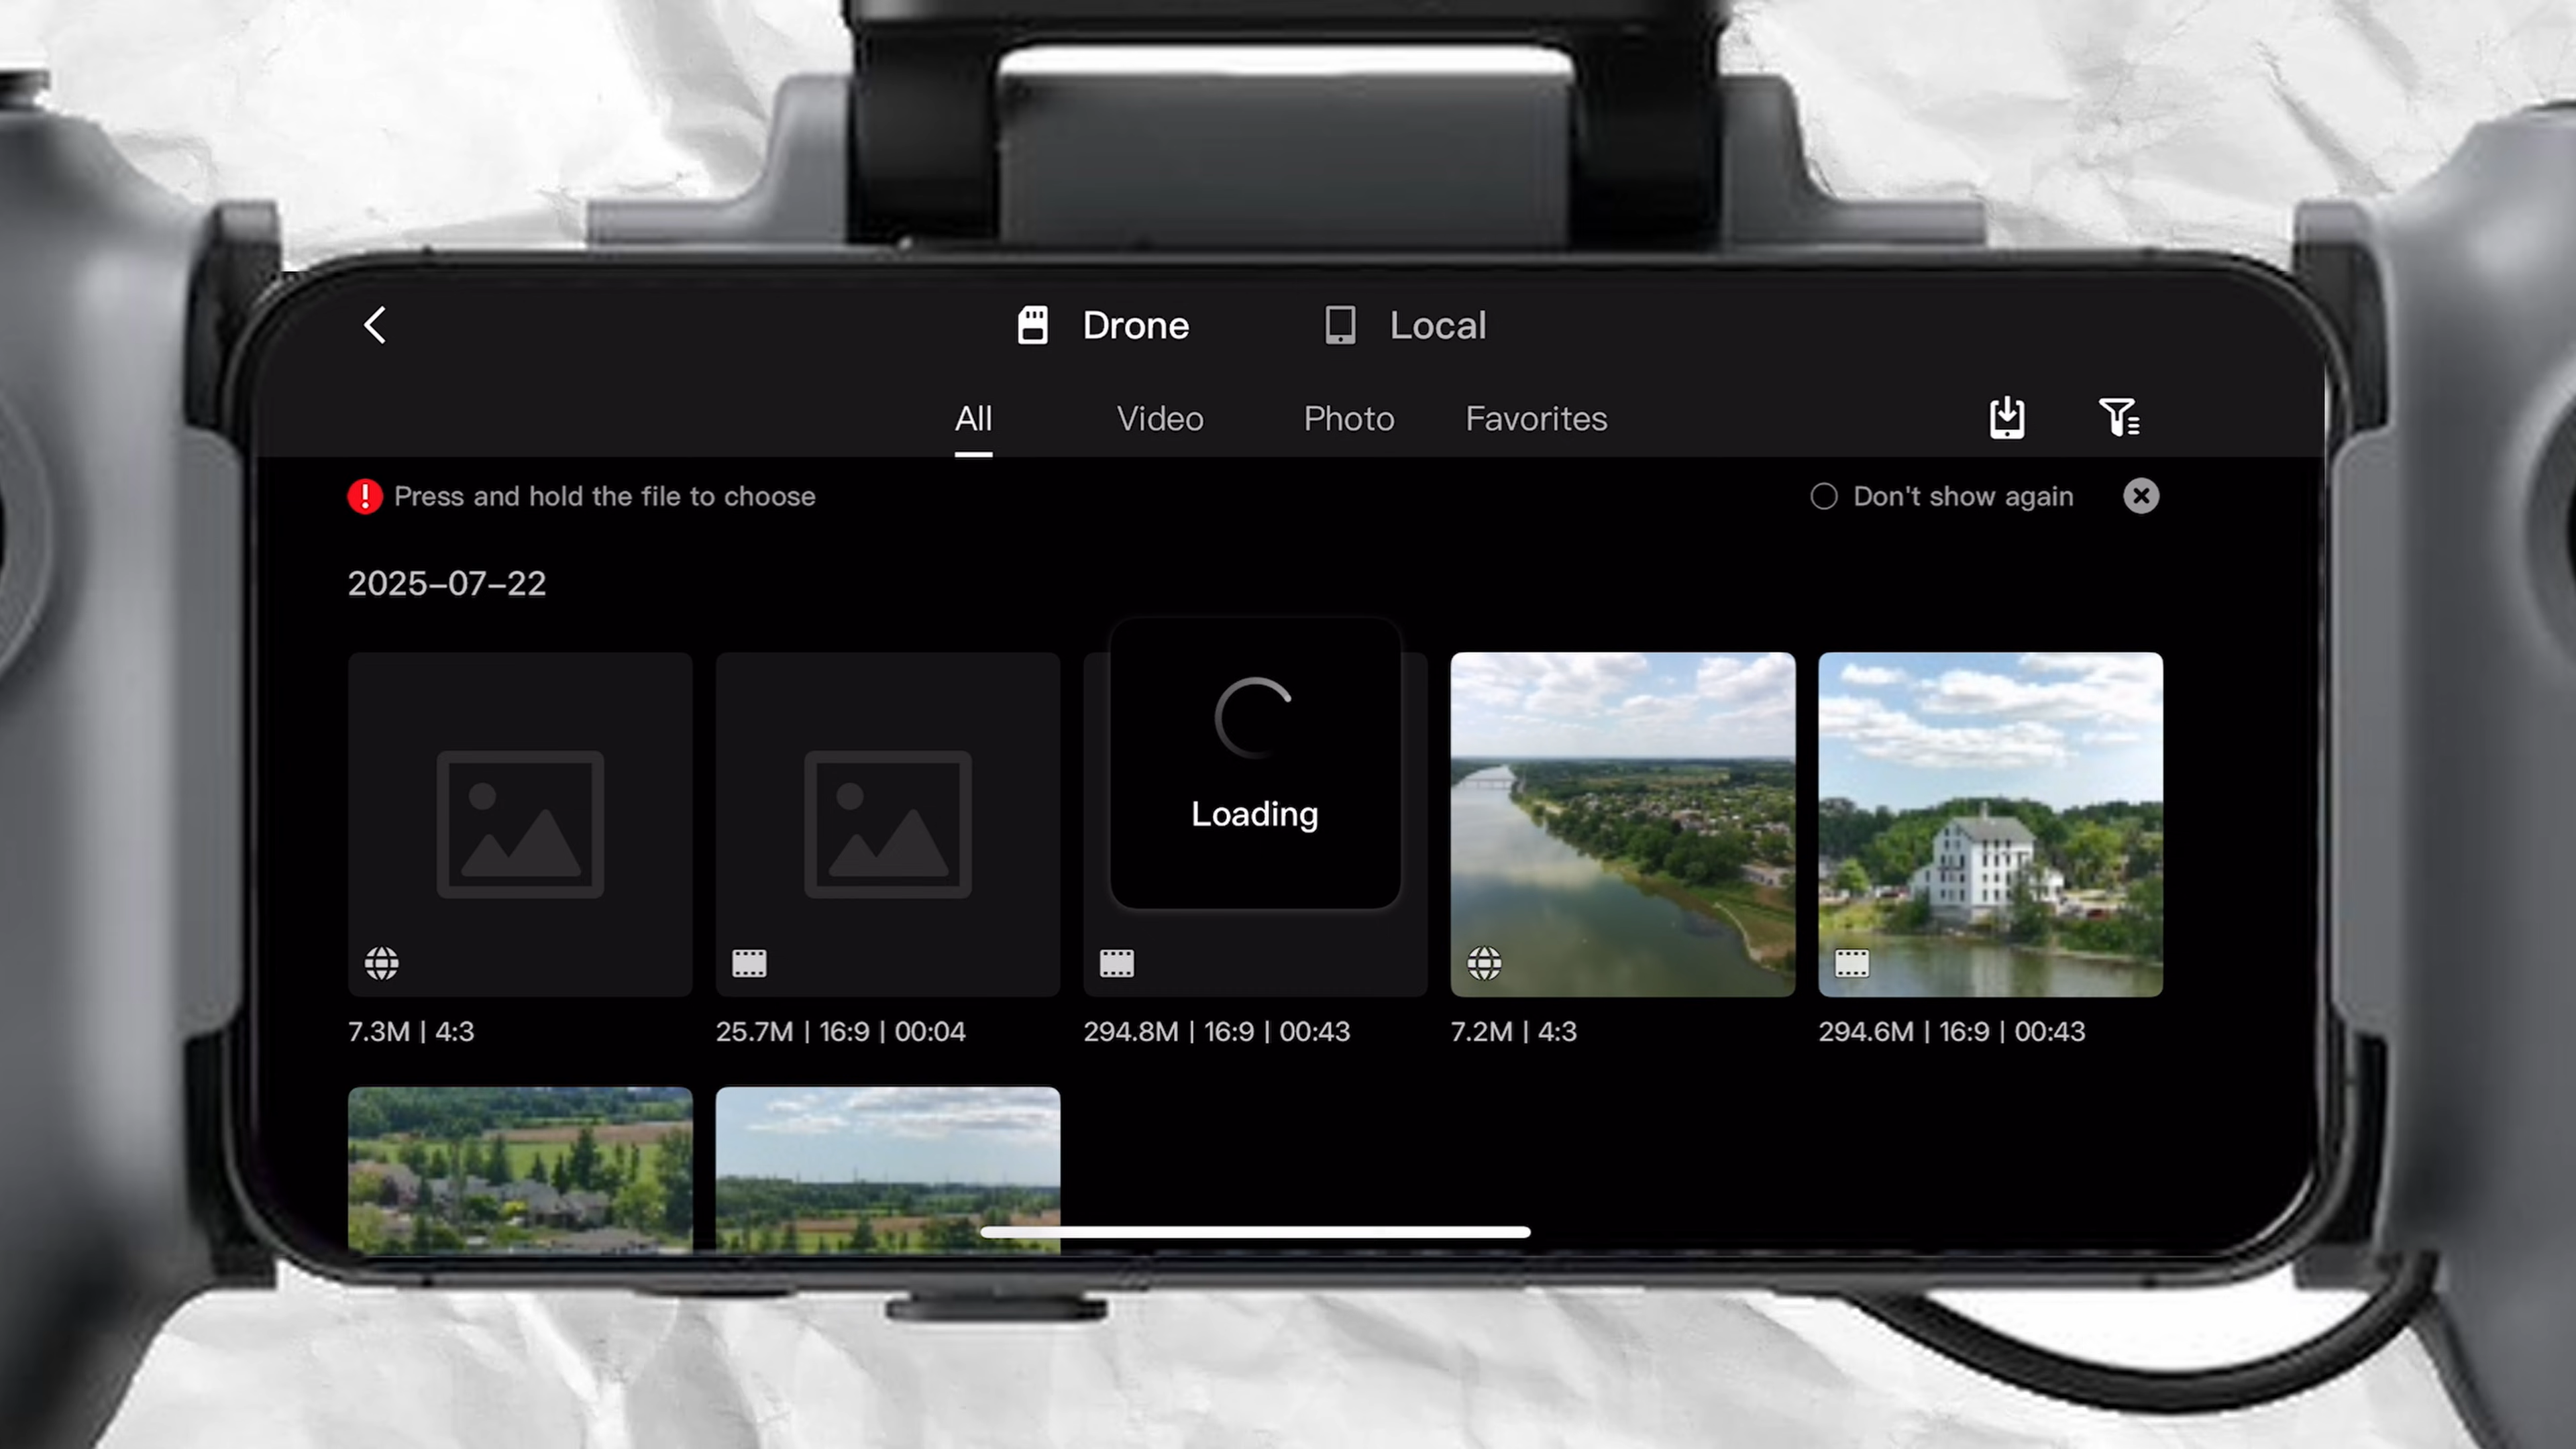 Drone
Local
All
Video
Photo
Favorites
Press and hold the file to choose
Don't show again
2025-07-22
Loading
7.3M | 4:3
25.7M | 16:9 | 00:04
294.8M | 16:9 | 00:43
7.2M | 4:3
294.6M | 16:9 | 00:43